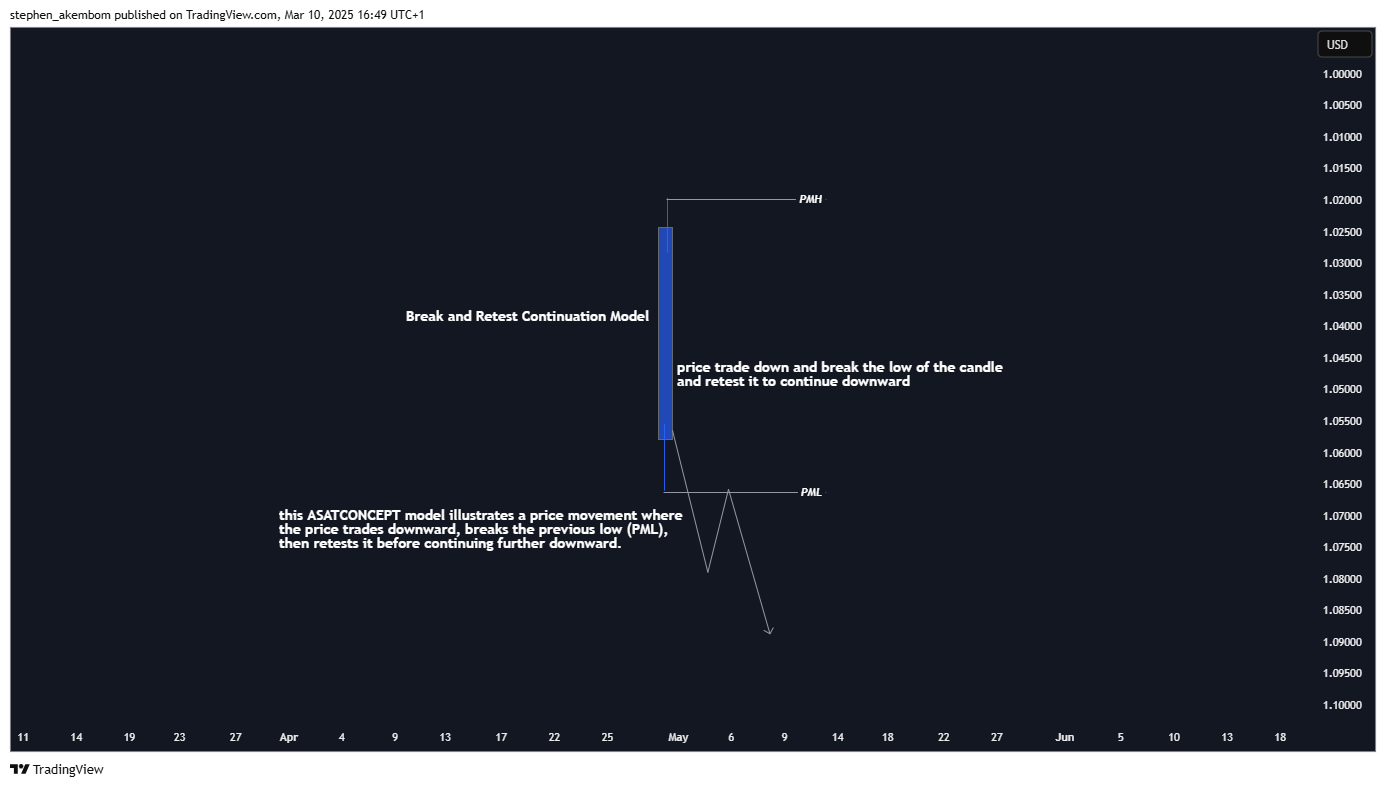 stephen_akembom published on TradingView.com, Mar 10, 2025 16:49 UTC+1
USD
1.00000
1.00500
1.01000
1.01500
PMH
1.02000
1.02500
1.03000
Break and Retest Continuation Model
1.03500
1.04000
1.04500
price trade down and break the low of the candle
and retest it to continue downward
1.05000
1.05500
1.06000
1.06500
PML
this ASATCONCEPT model illustrates a price movement where
the price trades downward, breaks the previous low (PML),
then retests it before continuing further downward.
1.07000
1.07500
1.08000
1.08500
1.09000
1.09500
1.10000
11 14 19 23 27 Apr 4 9 13 17 22 25 May 6 9 14 18 22 27 Jun 5 10 13 18
TradingView